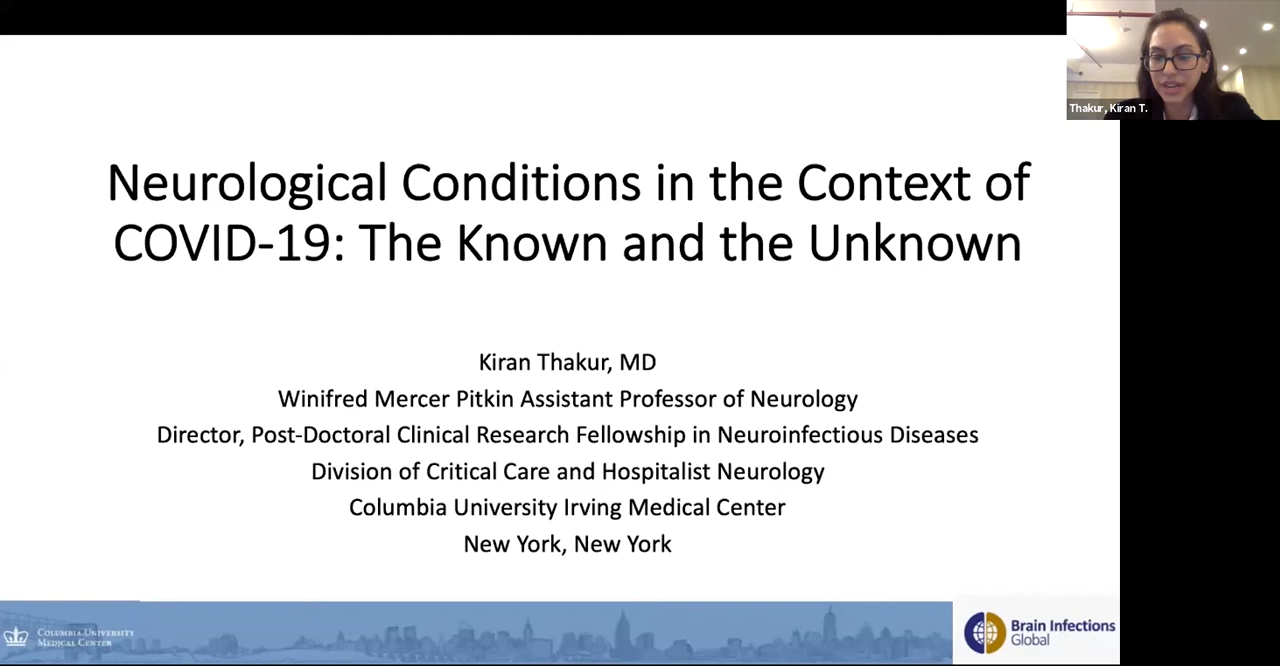 Thakur, Kiran T.
Neurological Conditions in the Context of
COVID-19: The Known and the Unknown
Kiran Thakur, MD
Winifred Mercer Pitkin Assistant Professor of Neurology
Director, Post-Doctoral Clinical Research Fellowship in Neuroinfectious Diseases
Division of Critical Care and Hospitalist Neurology
Columbia University Irving Medical Center
New York, New York
COLUMBIA UNIVERSITY
MEDICAL CENTER
Brain Infections
Global